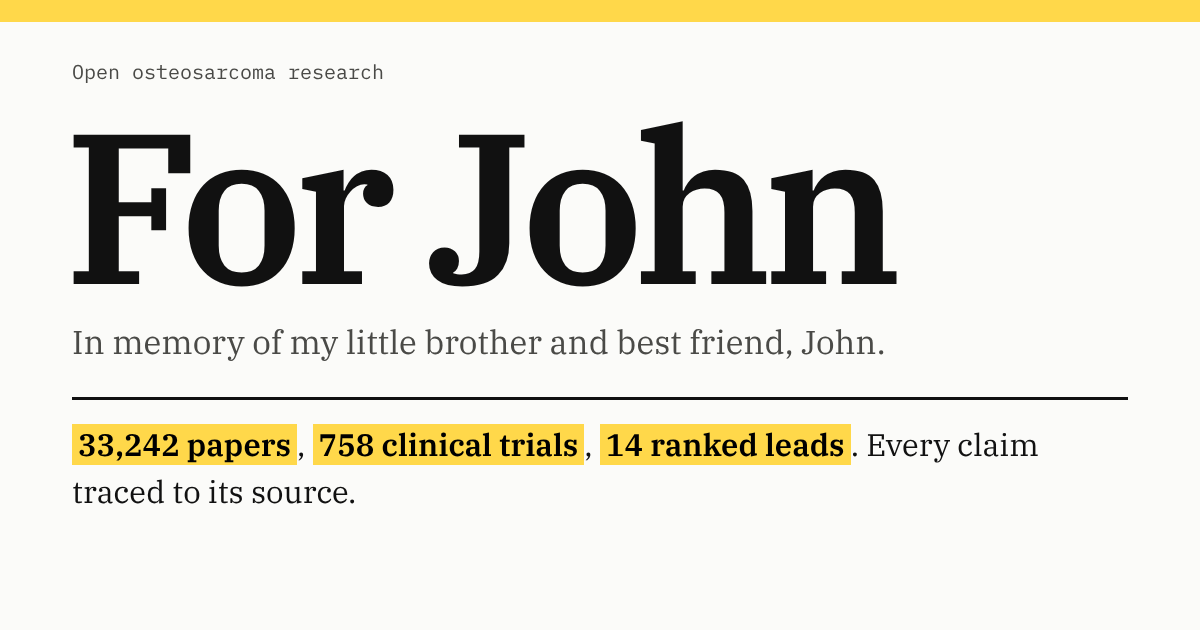 Open osteosarcoma research
For John
In memory of my little brother and best friend, John.
33,242 papers, 758 clinical trials, 14 ranked leads. Every claim
traced to its source.